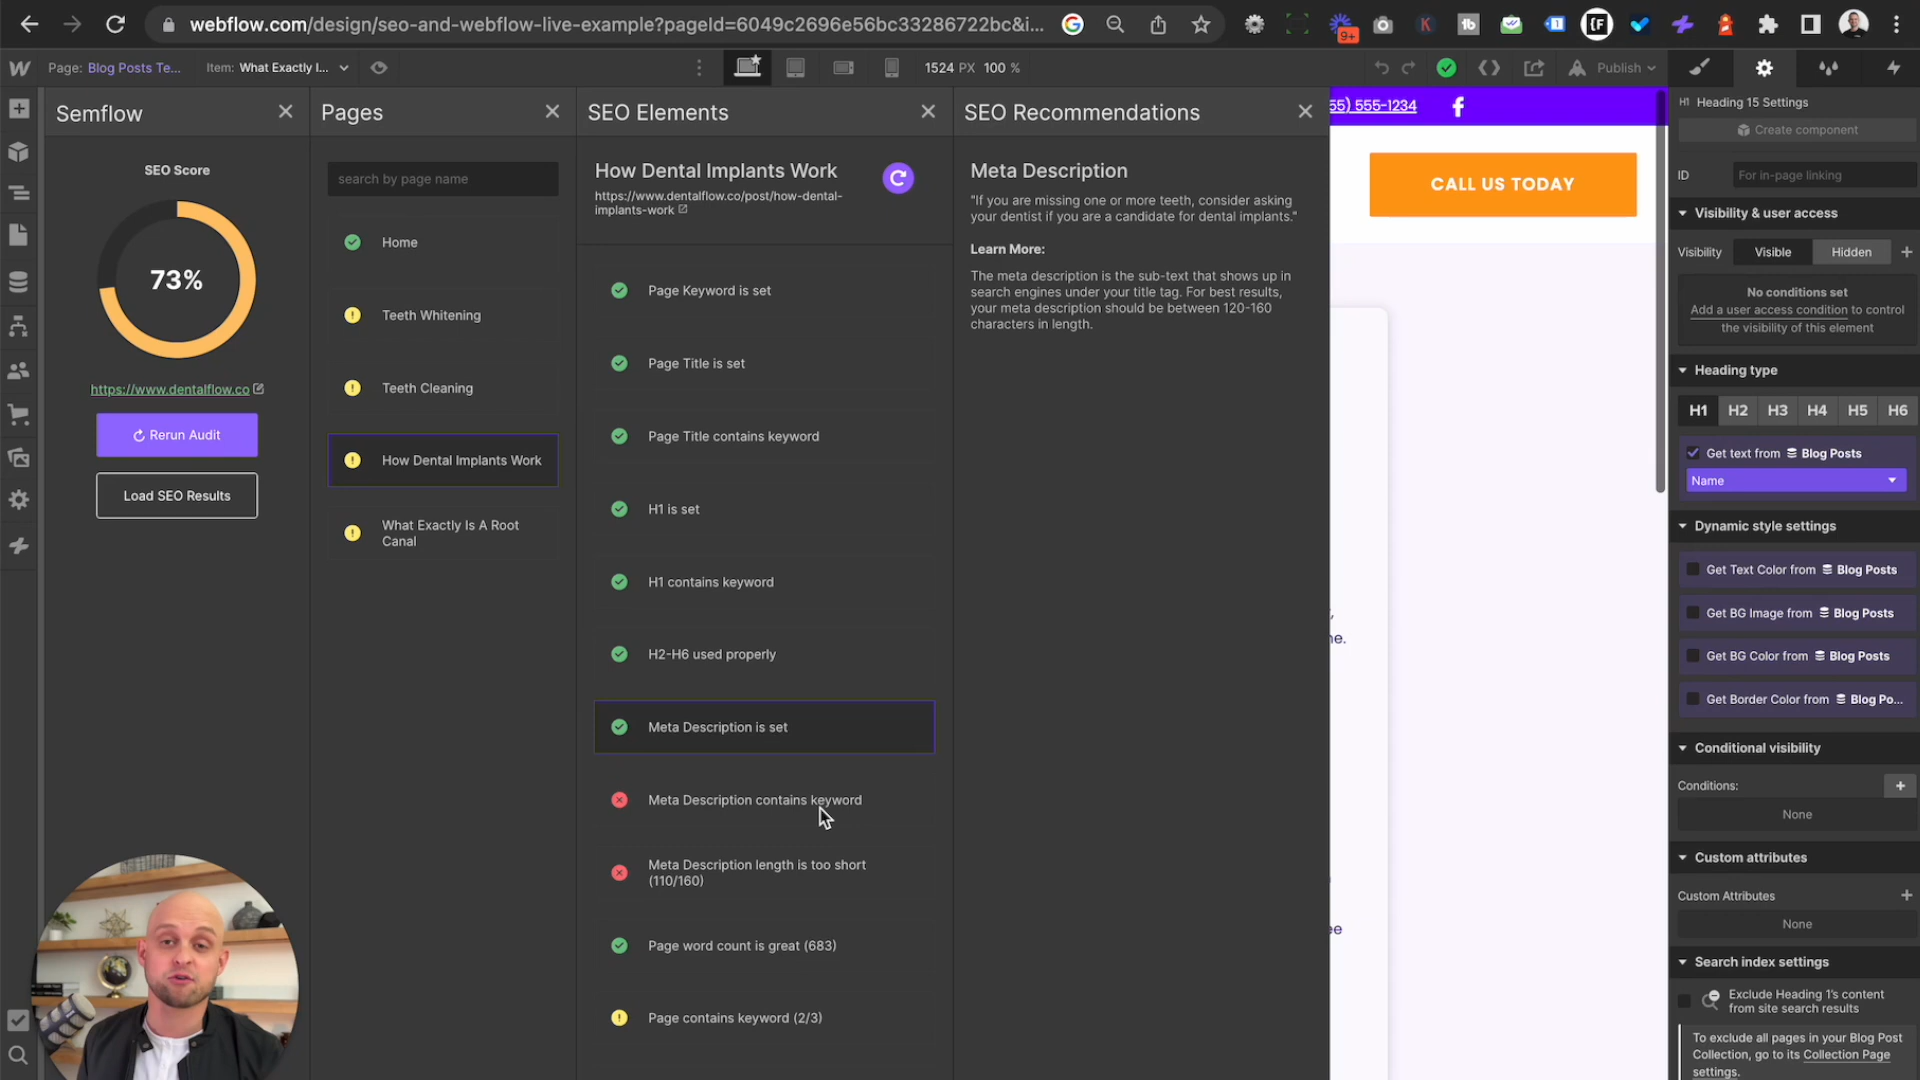 webflow.com/design/seo-and-webflow-live-example?pageId=6049c2696e56bc33286722bc&i...
9+
Page: Blog Posts Te...
Item: What Exactly I...
1524 PX 100 %
Publish
Semflow
SEO Score
73%
https://www.dentalflow.co
Rerun Audit
Load SEO Results
Pages
search by page name
Home
Teeth Whitening
Teeth Cleaning
How Dental Implants Work
What Exactly Is A Root
Canal
SEO Elements
How Dental Implants Work
https://www.dentalflow.co/post/how-dental-
implants-work
Page Keyword is set
Page Title is set
Page Title contains keyword
H1 is set
H1 contains keyword
H2-H6 used properly
Meta Description is set
Meta Description contains keyword
Meta Description length is too short
(110/160)
Page word count is great (683)
Page contains keyword (2/3)
SEO Recommendations
Meta Description
"If you are missing one or more teeth, consider asking
your dentist if you are a candidate for dental implants."
Learn More:
The meta description is the sub-text that shows up in
search engines under your title tag. For best results,
your meta description should be between 120-160
characters in length.
55) 555-1234
CALL US TODAY
ne.
ee
H1 Heading 15 Settings
Create component
ID
For in-page linking
Visibility & user access
Visibility
Visible
Hidden
No conditions set
Add a user access condition to control
the visibility of this element
Heading type
H1 H2 H3 H4 H5 H6
Get text from Blog Posts
Name
Dynamic style settings
Get Text Color from Blog Posts
Get BG Image from Blog Posts
Get BG Color from Blog Posts
Get Border Color from Blog Po...
Conditional visibility
Conditions:
None
Custom attributes
Custom Attributes
None
Search index settings
Exclude Heading 1's content
from site search results
To exclude all pages in your Blog Post
Collection, go to its Collection Page
settings.